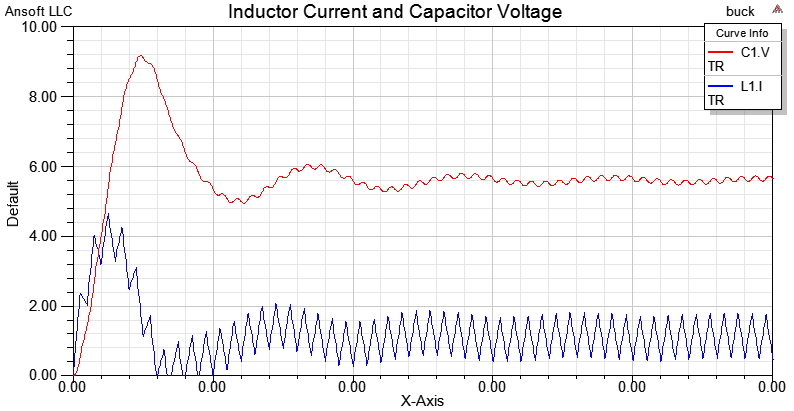 Ansoft LLC
Inductor Current and Capacitor Voltage
buck
Curve Info
C1.V
TR
L1.I
TR
10.00
8.00
6.00
4.00
2.00
0.00
Default
0.00 0.00 0.00 0.00 0.00 0.00
X-Axis